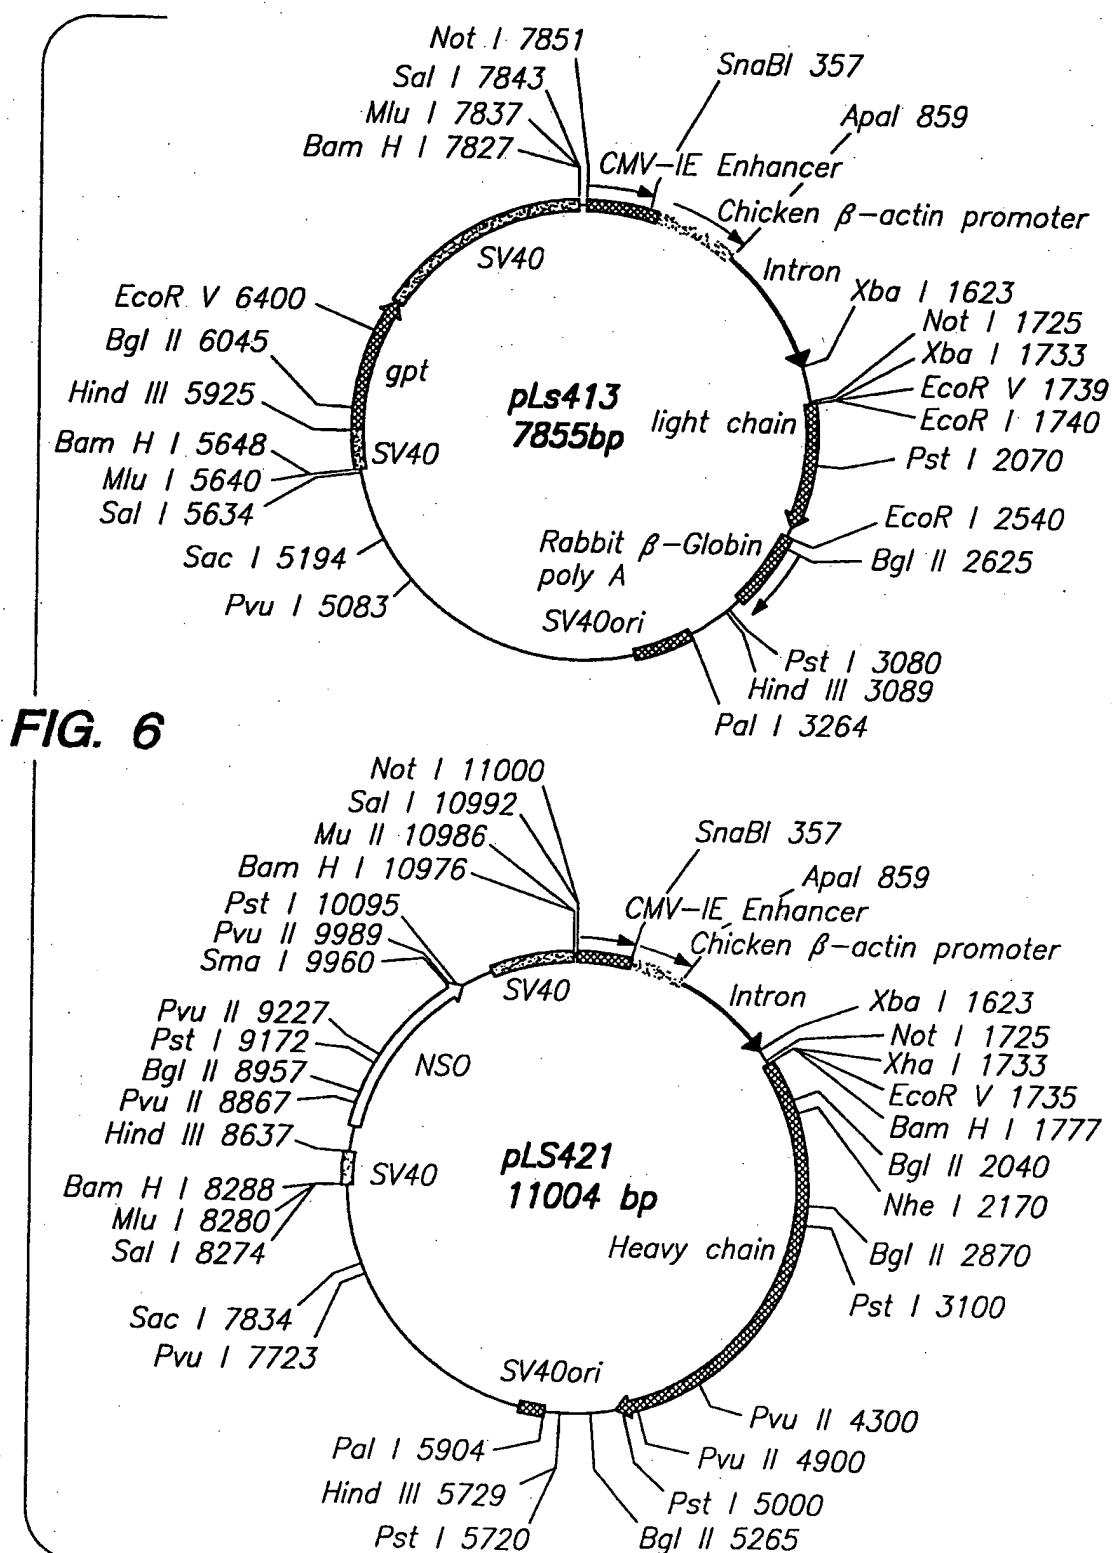 Not I 7851
Sal I 7843
Mlu I 7837
Bam H I 7827
SnaBI 357
ApaI 859
CMV-IE Enhancer
Chicken β-actin promoter
SV40
Intron
EcoR V 6400
Bgl II 6045
gpt
Hind III 5925
Bam H I 5648
SV40
Mlu I 5640
Sal I 5634
Sac I 5194
Pvu I 5083
pLs413
7855bp
Xba I 1623
Not I 1725
Xba I 1733
EcoR V 1739
EcoR I 1740
light chain
Pst I 2070
EcoR I 2540
Bgl II 2625
Rabbit β-Globin
poly A
SV40ori
Pst I 3080
Hind III 3089
Pal I 3264
FIG. 6
Not I 11000
Sal I 10992
Mu II 10986
Bam H I 10976
Pst I 10095
Pvu II 9989
Sma I 9960
SnaBI 357
ApaI 859
CMV-IE Enhancer
Chicken β-actin promoter
SV40
Intron
Pvu II 9227
Pst I 9172
Bgl II 8957
Pvu II 8867
NSO
Hind III 8637
Bam H I 8288
SV40
Mlu I 8280
Sal I 8274
Sac I 7834
Pvu I 7723
pLS421
11004 bp
Xba I 1623
Not I 1725
Xha I 1733
EcoR V 1735
Bam H I 1777
Bgl II 2040
Nhe I 2170
Heavy chain
Bgl II 2870
Pst I 3100
SV40ori
Pvu II 4300
Pvu II 4900
Pst I 5000
Bgl II 5265
Pal I 5904
Hind III 5729
Pst I 5720